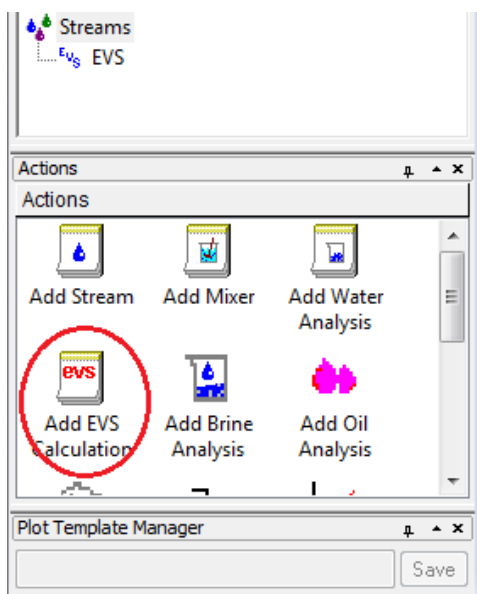 Streams
EVS EVS
Actions
Actions
Add Stream Add Mixer Add Water
Analysis
evs
Add EVS Add Brine Add Oil
Calculation Analysis Analysis
Plot Template Manager
Save